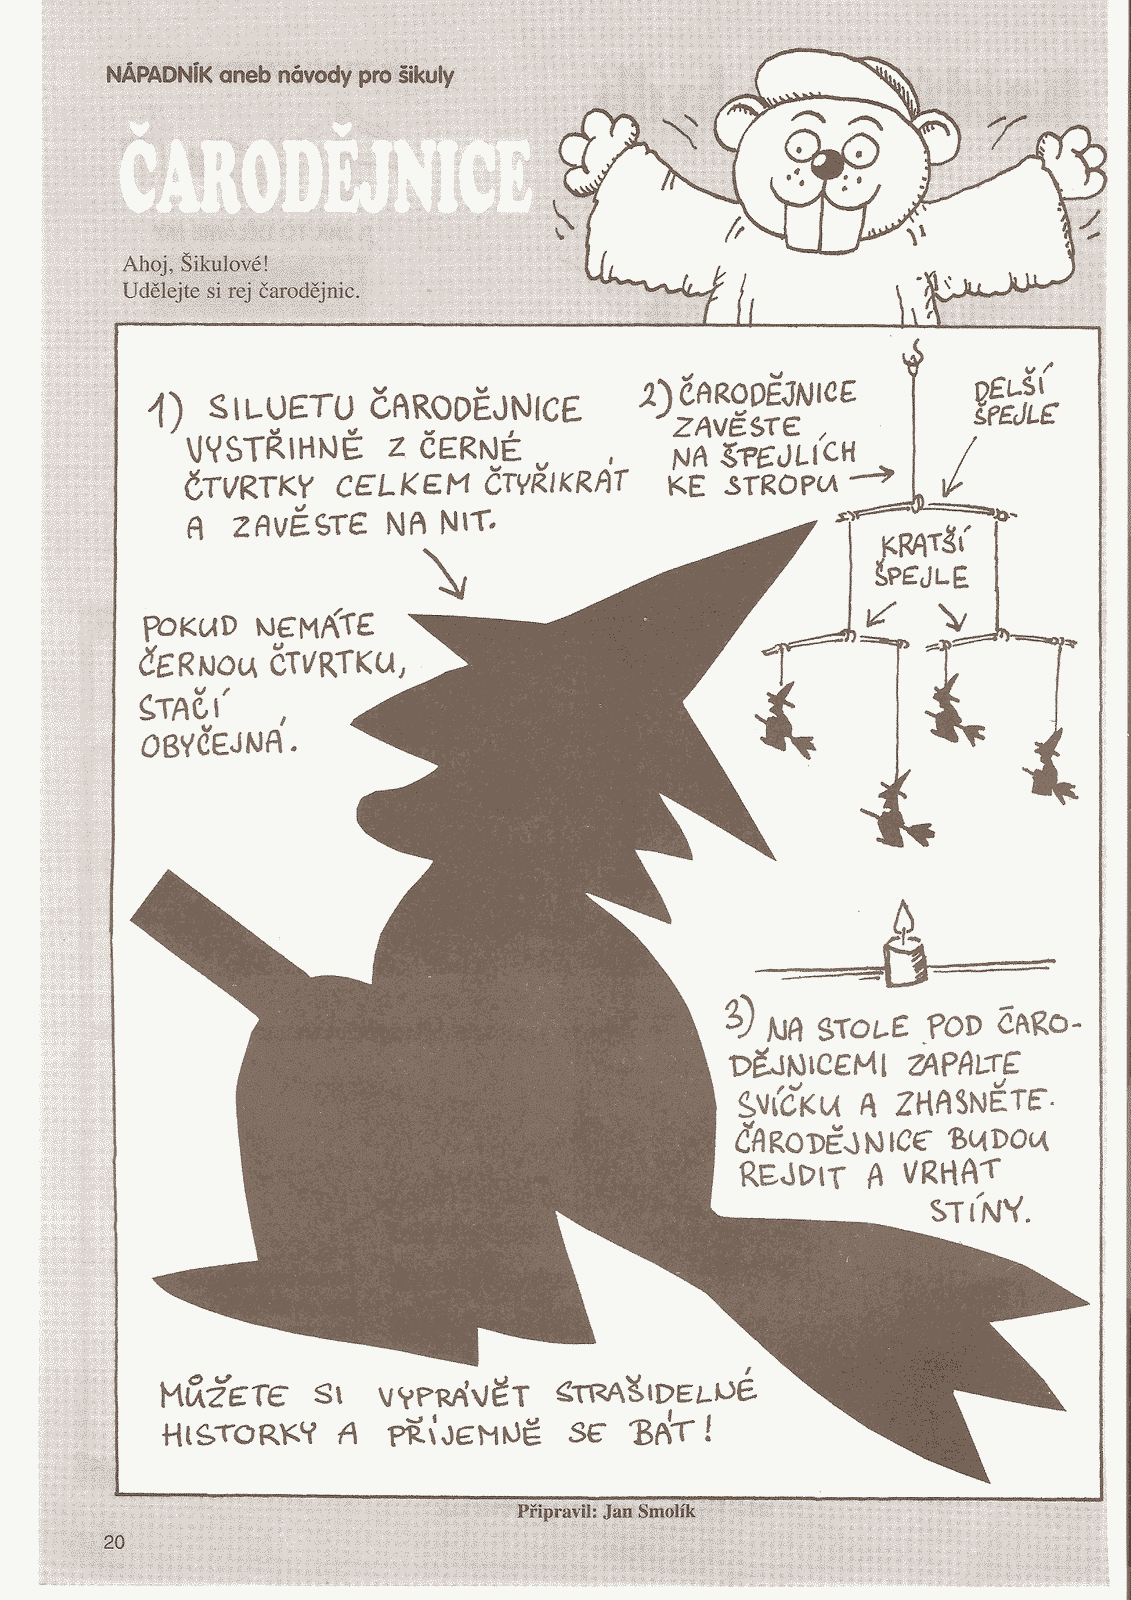 NÁPADNÍK aneb návody pro šikuly
ČARODĚJNICE
Ahoj, Šikulové!
Udělejte si rej čarodějnic.
1) SILUETU ČARODĚJNICE
VYSTŘIHNĚ Z ČERNÉ
ČTVRTKY CELKEM ČTYŘIKRÁT
A ZAVĚSTE NA NIT.
POKUD NEMÁTE
ČERNOU ČTVRTKU,
STAČÍ
OBYČEJNÁ.
2) ČARODĚJNICE
ZAVĚSTE
NA ŠPEJLÍCH
KE STROPU
DELŠÍ
ŠPEJLE
KRATŠÍ
ŠPEJLE
3) NA STOLE POD ČARO-
DĚJNICEMI ZAPALTE
SVÍČKU A ZHASNĚTE.
ČARODĚJNICE BUDOU
REJDIT A VRHAT
STÍNY.
MŮŽETE SI VYPRÁVĚT STRAŠIDELNÉ
HISTORKY A PŘÍJEMNĚ SE BÁT!
Připravil: Jan Smolík
20